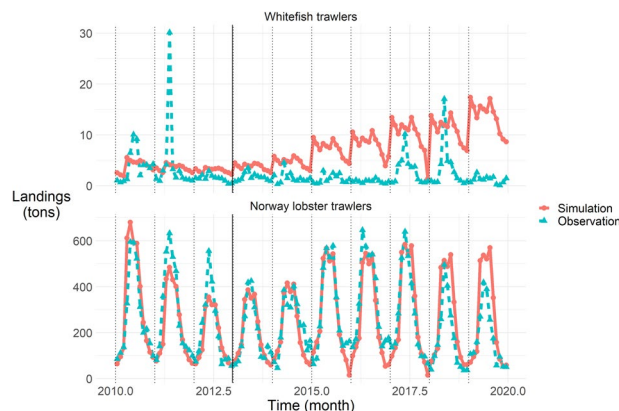 Whitefish trawlers
30
20
10
0
Landings
(tons)
Norway lobster trawlers
600
400
200
0
Simulation
Observation
2010.0 2012.5 2015.0 2017.5 2020.0
Time (month)